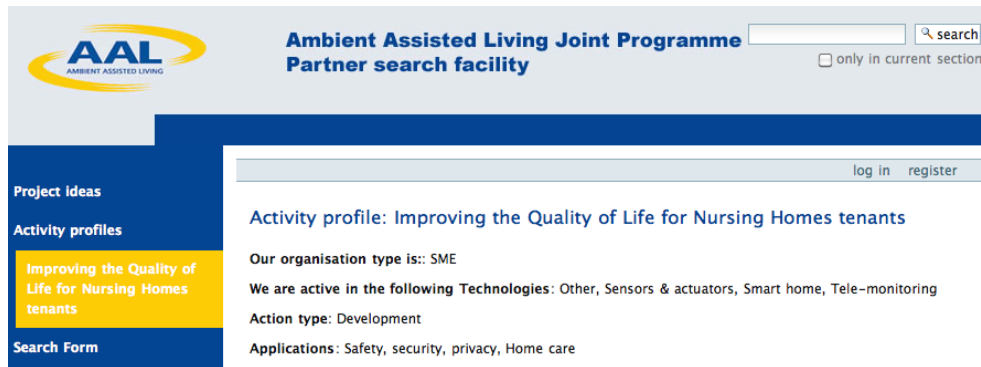 AAL
AMBIENT ASSISTED LIVING
Ambient Assisted Living Joint Programme
Partner search facility
search
only in current section
log in register
Project ideas
Activity profiles
Improving the Quality of
Life for Nursing Homes
tenants
Search Form
Activity profile: Improving the Quality of Life for Nursing Homes tenants
Our organisation type is:: SME
We are active in the following Technologies: Other, Sensors & actuators, Smart home, Tele-monitoring
Action type: Development
Applications: Safety, security, privacy, Home care